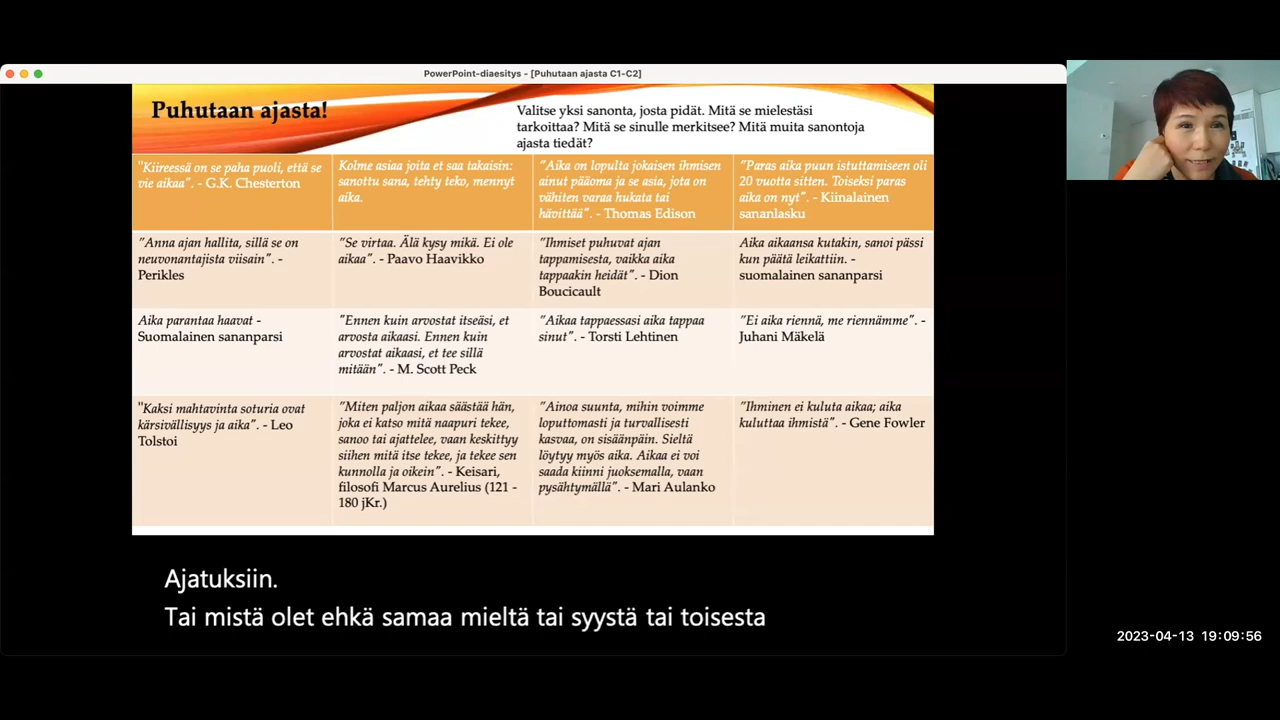 PowerPoint-diaesitys - [Puhutaan ajasta C1-C2]
Puhutaan ajasta!
Valitse yksi sanonta, josta pidät. Mitä se mielestäsi
tarkoittaa? Mitä se sinulle merkitsee? Mitä muita sanontoja
ajasta tiedät?
"Kiireessä on se paha puoli, että se
vie aikaa". - G.K. Chesterton
Kolme asiaa joita et saa takaisin:
sanottu sana, tehty teko, mennyt
aika.
"Aika on lopulta jokaisen ihmisen
ainut pääoma ja se asia, jota on
vähiten varaa hukata tai
hävittää". - Thomas Edison
"Paras aika puun istuttamiseen oli
20 vuotta sitten. Toiseksi paras
aika on nyt". - Kiinalainen
sananlasku
"Anna ajan hallita, sillä se on
neuvonantajista viisain". -
Perikles
"Se virtaa. Älä kysy mikä. Ei ole
aikaa". - Paavo Haavikko
"Ihmiset puhuvat ajan
tappamisesta, vaikka aika
tappaakin heidät". - Dion
Boucicault
Aika aikaansa kutakin, sanoi pässi
kun päätä leikattiin. -
suomalainen sananparsi
Aika parantaa haavat -
Suomalainen sananparsi
"Ennen kuin arvostat itseäsi, et
arvosta aikaasi. Ennen kuin
arvostat aikaasi, et tee sillä
mitään". - M. Scott Peck
"Aikaa tappaessasi aika tappaa
sinut". - Torsti Lehtinen
"Ei aika riennä, me riennämme". -
Juhani Mäkelä
"Kaksi mahtavinta soturia ovat
kärsivällisyys ja aika". - Leo
Tolstoi
"Miten paljon aikaa säästää hän,
joka ei katso mitä naapuri tekee,
sanoo tai ajattelee, vaan keskittyy
siihen mitä itse tekee, ja tekee sen
kunnolla ja oikein". - Keisari,
filosofi Marcus Aurelius (121 -
180 jKr.)
"Ainoa suunta, mihin voimme
loputtomasti ja turvallisesti
kasvaa, on sisäänpäin. Sieltä
löytyy myös aika. Aikaa ei voi
saada kiinni juoksemalla, vaan
pysähtymällä". - Mari Aulanko
"Ihminen ei kuluta aikaa; aika
kuluttaa ihmistä". - Gene Fowler
Ajatuksiin.
Tai mistä olet ehkä samaa mieltä tai syystä tai toisesta
2023-04-13 19:09:56